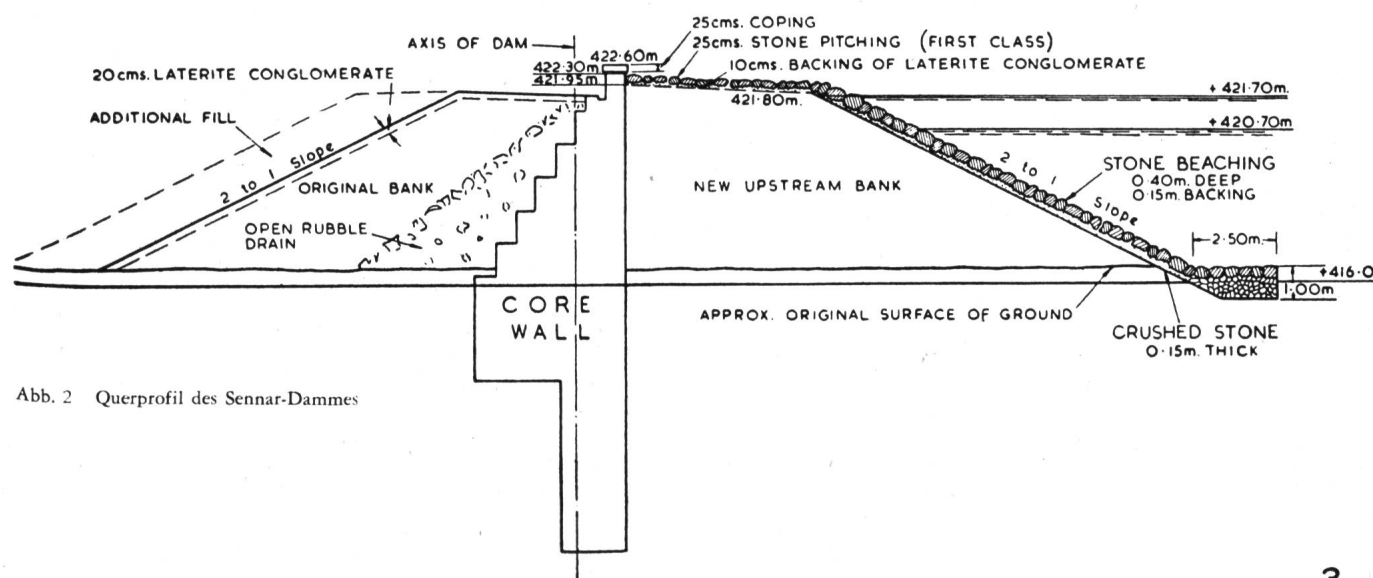 25cms. COPING
AXIS OF DAM
422·60m
25cms. STONE PITCHING (FIRST CLASS)
422·30m
10cms. BACKING OF LATERITE CONGLOMERATE
20cms. LATERITE CONGLOMERATE
421·95m
421·80m.
+421·70m.
ADDITIONAL FILL
+420·70m
2 to 1 Slope
2 to 1 Slope
STONE BEACHING
0·40m. DEEP
0·15m. BACKING
ORIGINAL BANK
NEW UPSTREAM BANK
OPEN RUBBLE
DRAIN
2·50m.
+416·0
1·00m
CORE
WALL
APPROX. ORIGINAL SURFACE OF GROUND
CRUSHED STONE
0·15m. THICK
Abb. 2 Querprofil des Sennar-Dammes